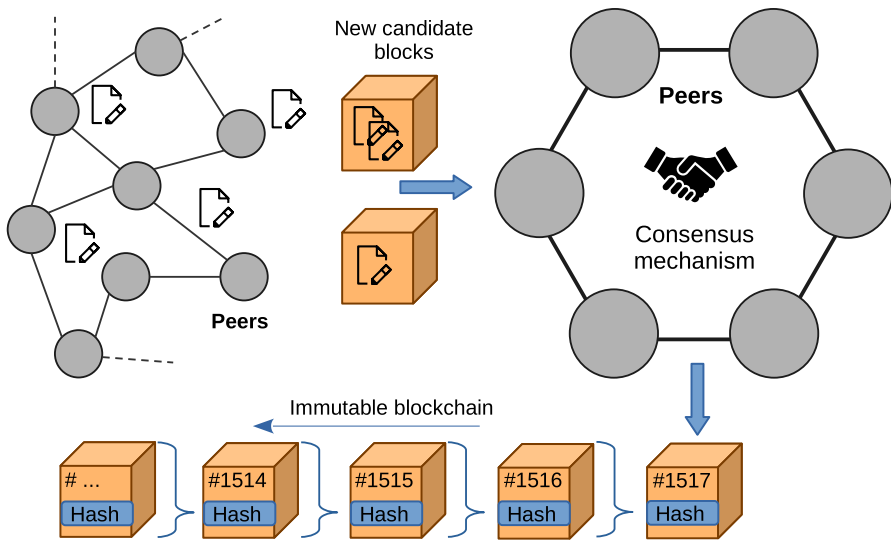 New candidate
blocks
Peers
Consensus
mechanism
Peers
Immutable blockchain
# ...
Hash
#1514
Hash
#1515
Hash
#1516
Hash
#1517
Hash